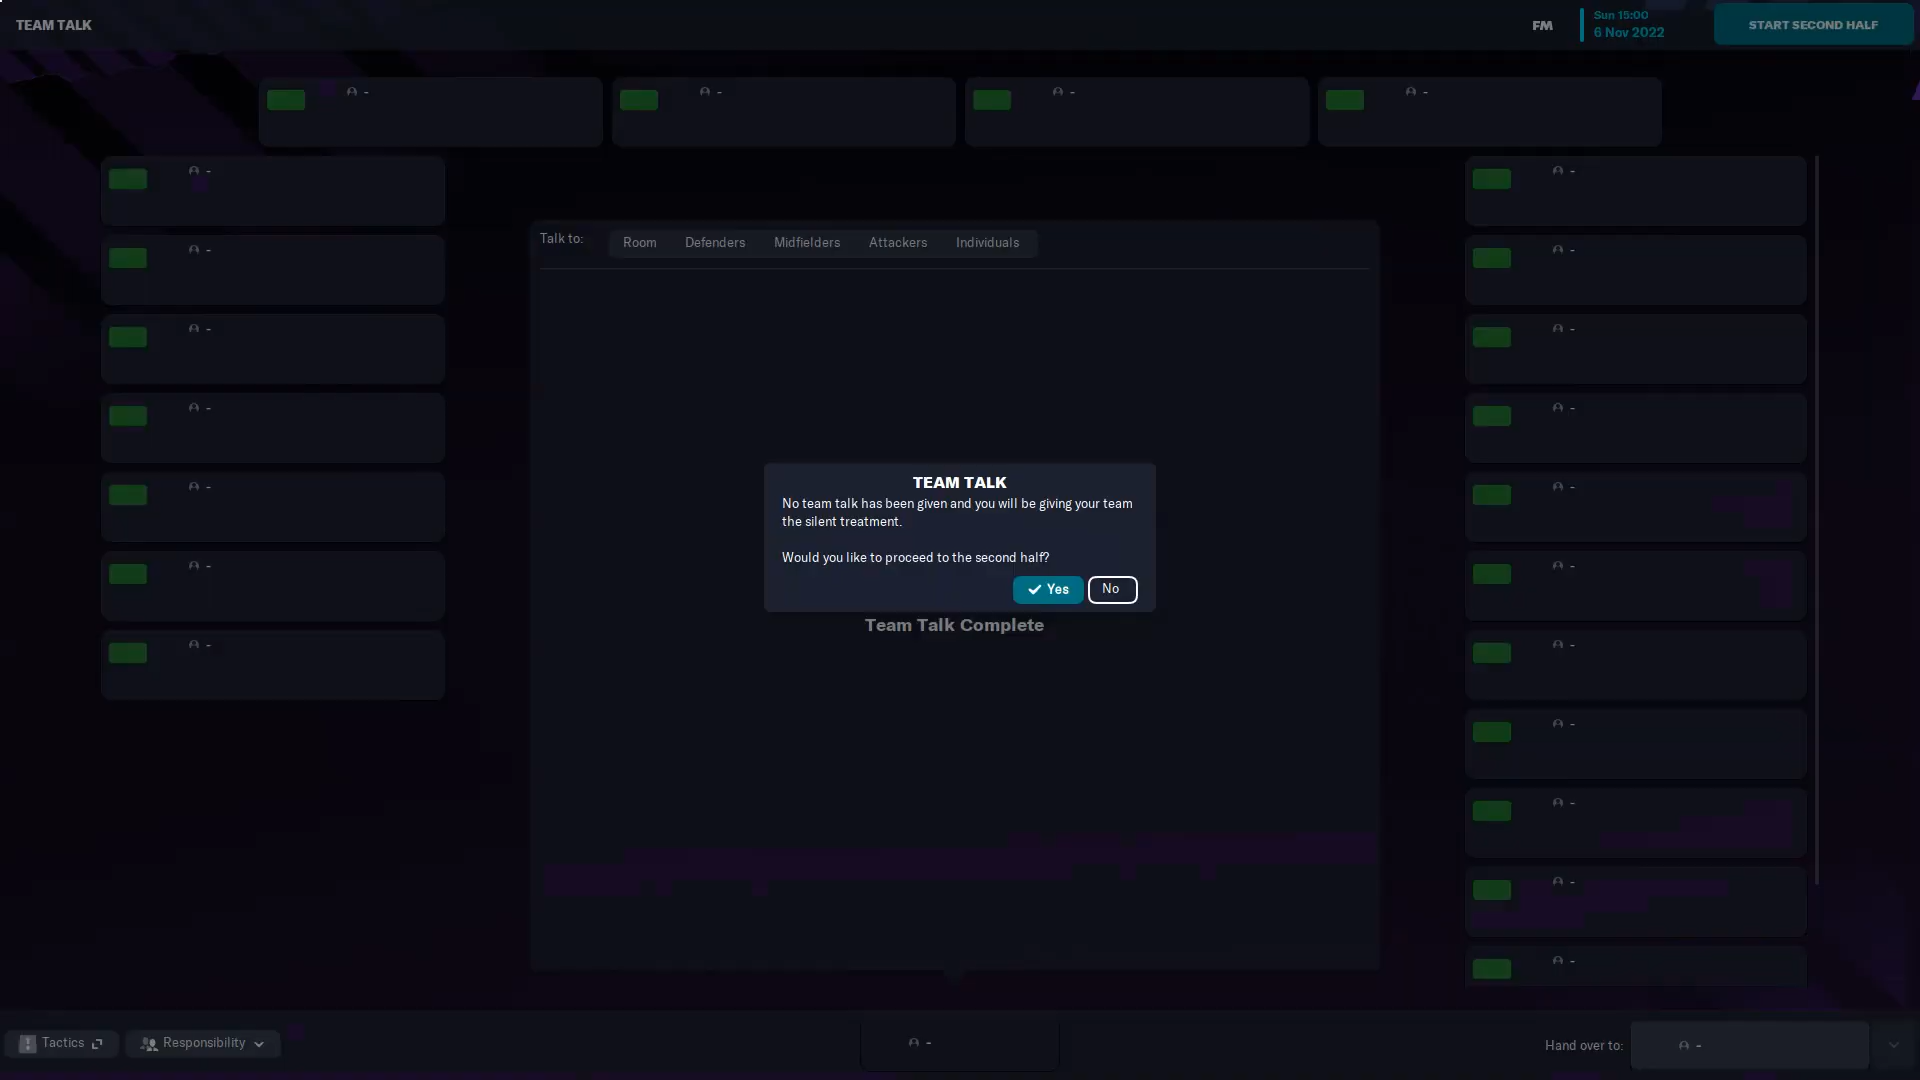 TEAM TALK
FM
Sun 15:00
6 Nov 2022
START SECOND HALF
- - - -
- -
- -
Talk to: Room Defenders Midfielders Attackers Individuals
- -
- -
- -
TEAM TALK
No team talk has been given and you will be giving your team
the silent treatment.
Would you like to proceed to the second half?
- -
Yes No
Team Talk Complete
- -
-
-
-
-
Tactics Responsibility - Hand over to: -